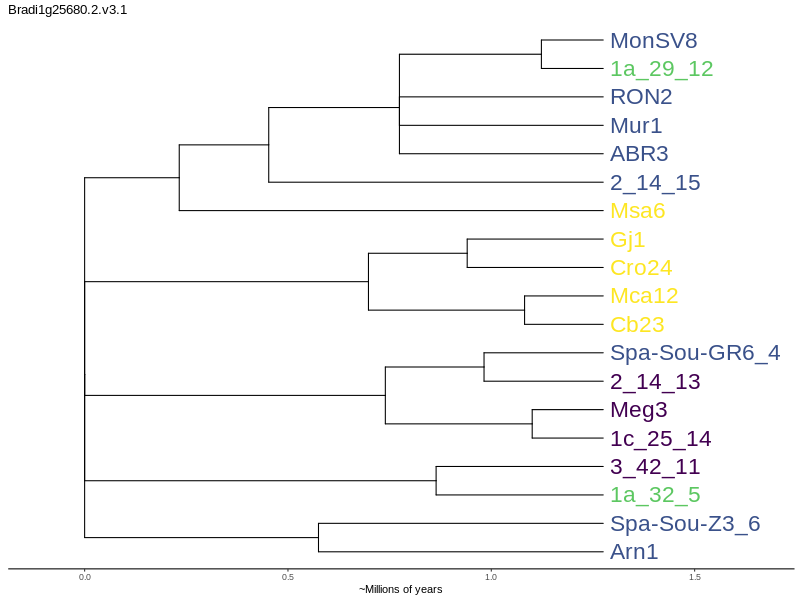 Bradi1g25680.2.v3.1
MonSV8
1a_29_12
RON2
Mur1
ABR3
2_14_15
Msa6
Gj1
Cro24
Mca12
Cb23
Spa-Sou-GR6_4
2_14_13
Meg3
1c_25_14
3_42_11
1a_32_5
Spa-Sou-Z3_6
Arn1
0.0 0.5 1.0 1.5
~Millions of years